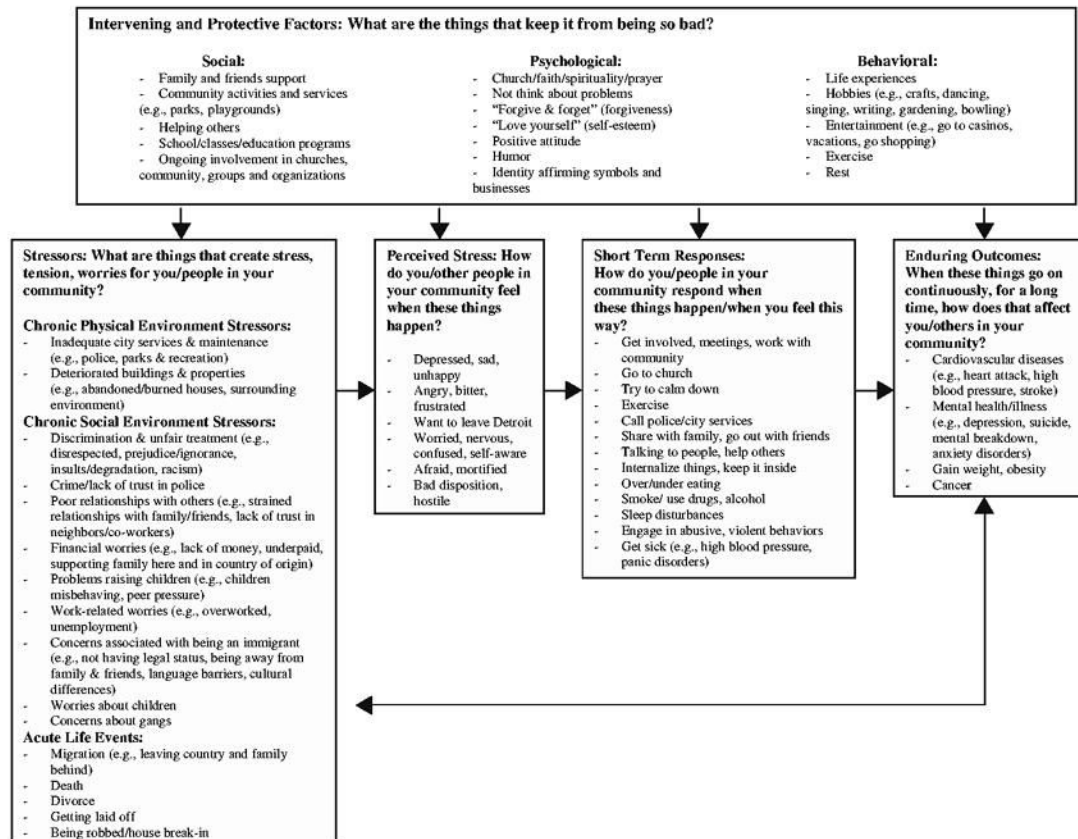 Intervening and Protective Factors: What are the things that keep it from being so bad?
Social:
- Family and friends support
- Community activities and services
(e.g., parks, playgrounds)
- Helping others
- School/classes/education programs
- Ongoing involvement in churches,
community, groups and organizations
Psychological:
- Church/faith/spirituality/prayer
- Not think about problems
- “Forgive & forget” (forgiveness)
- “Love yourself” (self-esteem)
- Positive attitude
- Humor
- Identity affirming symbols and
businesses
Behavioral:
- Life experiences
- Hobbies (e.g., crafts, dancing,
singing, writing, gardening, bowling)
- Entertainment (e.g., go to casinos,
vacations, go shopping)
- Exercise
- Rest
Stressors: What are things that create stress,
tension, worries for you/people in your
community?
Chronic Physical Environment Stressors:
- Inadequate city services & maintenance
(e.g., police, parks & recreation)
- Deteriorated buildings & properties
(e.g., abandoned/burned houses, surrounding
environment)
Chronic Social Environment Stressors:
- Discrimination & unfair treatment (e.g.,
disrespected, prejudice/ignorance,
insults/degradation, racism)
- Crime/lack of trust in police
- Poor relationships with others (e.g., strained
relationships with family/friends, lack of trust in
neighbors/co-workers)
- Financial worries (e.g., lack of money, underpaid,
supporting family here and in country of origin)
- Problems raising children (e.g., children
misbehaving, peer pressure)
- Work-related worries (e.g., overworked,
unemployment)
- Concerns associated with being an immigrant
(e.g., not having legal status, being away from
family & friends, language barriers, cultural
differences)
- Worries about children
- Concerns about gangs
Acute Life Events:
- Migration (e.g., leaving country and family
behind)
- Death
- Divorce
- Getting laid off
- Being robbed/house break-in
Perceived Stress: How
do you/other people in
your community feel
when these things
happen?
- Depressed, sad,
unhappy
- Angry, bitter,
frustrated
- Want to leave Detroit
- Worried, nervous,
confused, self-aware
- Afraid, mortified
- Bad disposition,
hostile
Short Term Responses:
How do you/people in your
community respond when
these things happen/when you feel this
way?
- Get involved, meetings, work with
community
- Go to church
- Try to calm down
- Exercise
- Call police/city services
- Share with family, go out with friends
- Talking to people, help others
- Internalize things, keep it inside
- Over/under eating
- Smoke/ use drugs, alcohol
- Sleep disturbances
- Engage in abusive, violent behaviors
- Get sick (e.g., high blood pressure,
panic disorders)
Enduring Outcomes:
When these things go on
continuously, for a long
time, how does that affect
you/others in your
community?
- Cardiovascular diseases
(e.g., heart attack, high
blood pressure, stroke)
- Mental health/illness
(e.g., depression, suicide,
mental breakdown,
anxiety disorders)
- Gain weight, obesity
- Cancer